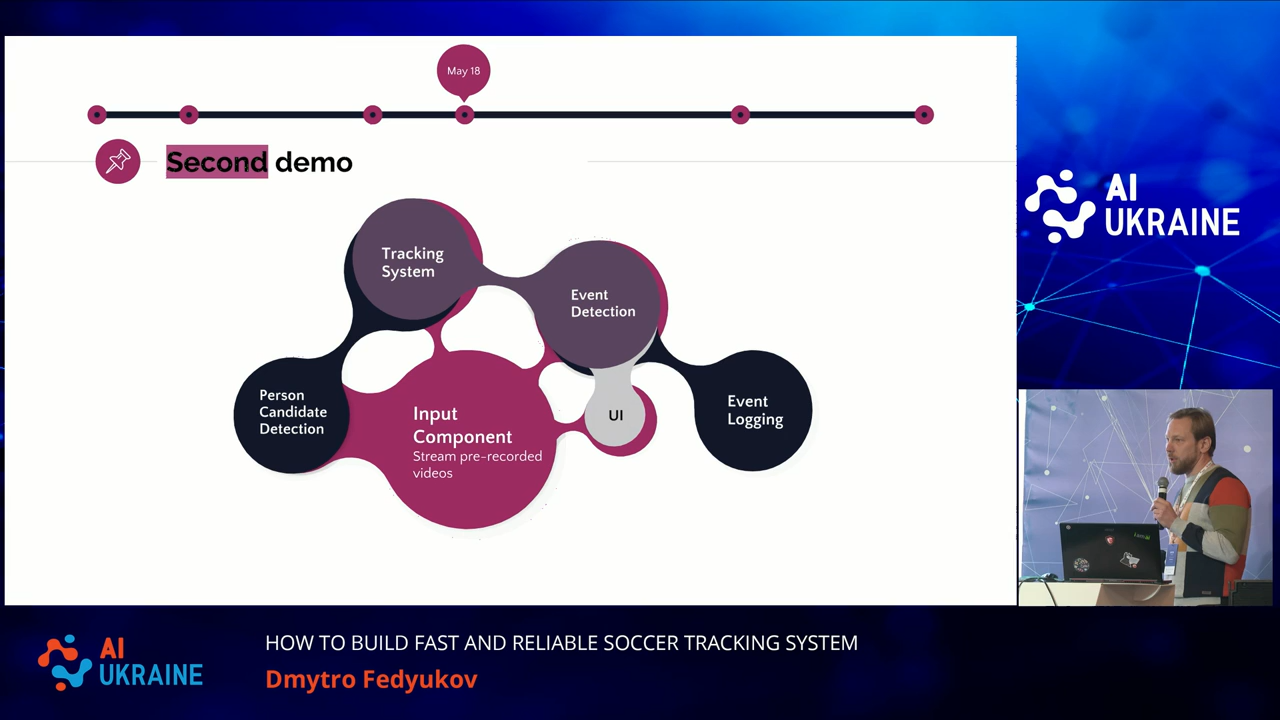 May 18
Second demo
Tracking
System
Event
Detection
Person
Candidate
Detection
Input
Component
Stream pre-recorded
videos
UI
Event
Logging
AI
UKRAINE
AI
UKRAINE
HOW TO BUILD FAST AND RELIABLE SOCCER TRACKING SYSTEM
Dmytro Fedyukov